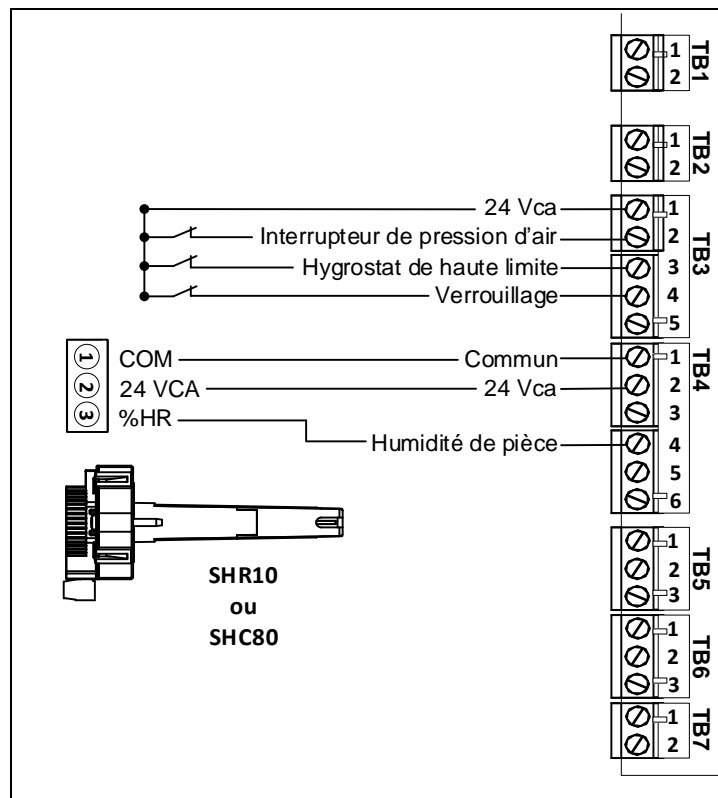 1 TB1
2
1 TB2
2
24 Vca 1 TB3
Interrupteur de pression d'air 2
Hygrostat de haute limite 3
Verrouillage 4
5
1 COM Commun 1 TB4
2 24 VCA 24 Vca 2
3 %HR 3
Humidité de pièce 4
5
6
SHR10
ou
SHC80
1 TB5
2
3
1 TB6
2
3
1 TB7
2